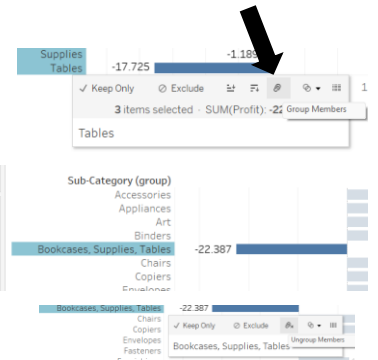 Supplies -1.189
Tables -17.725
Keep Only Exclude
3 items selected · SUM(Profit): -22 Group Members
Tables
Sub-Category (group)
Accessories
Appliances
Art
Binders
Bookcases, Supplies, Tables -22.387
Chairs
Copiers
Envelopes
Bookcases, Supplies, Tables -22.387
Chairs
Copiers Keep Only Exclude
Envelopes Bookcases, Supplies, Tables Ungroup Members
Fasteners